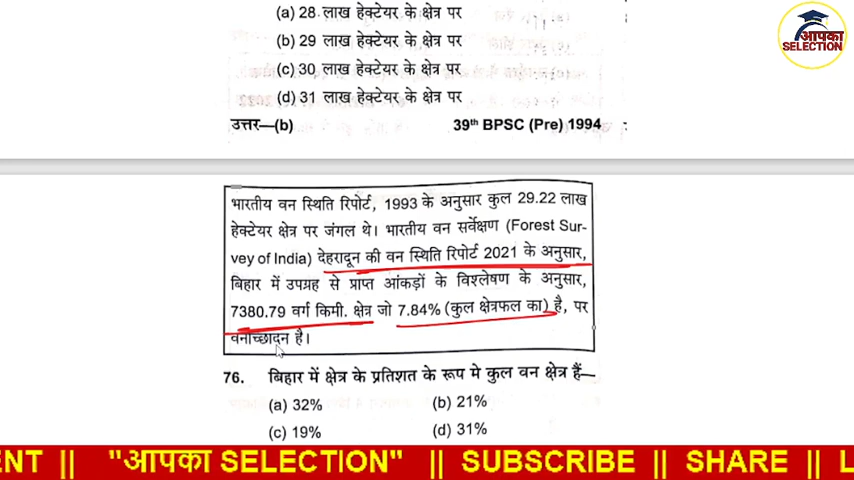 आपका
SELECTION
(a) 28 लाख हेक्टेयर के क्षेत्र पर
(b) 29 लाख हेक्टेयर के क्षेत्र पर
(c) 30 लाख हेक्टेयर के क्षेत्र पर
(d) 31 लाख हेक्टेयर के क्षेत्र पर
उत्तर—(b) 39th BPSC (Pre) 1994
भारतीय वन स्थिति रिपोर्ट, 1993 के अनुसार कुल 29.22 लाख
हेक्टेयर क्षेत्र पर जंगल थे। भारतीय वन सर्वेक्षण (Forest Sur-
vey of India) देहरादून की वन स्थिति रिपोर्ट 2021 के अनुसार,
बिहार में उपग्रह से प्राप्त आंकड़ों के विश्लेषण के अनुसार,
7380.79 वर्ग किमी. क्षेत्र जो 7.84% (कुल क्षेत्रफल का) है, पर
वनाच्छादन है।
76. बिहार में क्षेत्र के प्रतिशत के रूप मे कुल वन क्षेत्र हैं—
(a) 32% (b) 21%
(c) 19% (d) 31%
ENT || "आपका SELECTION" || SUBSCRIBE || SHARE || L